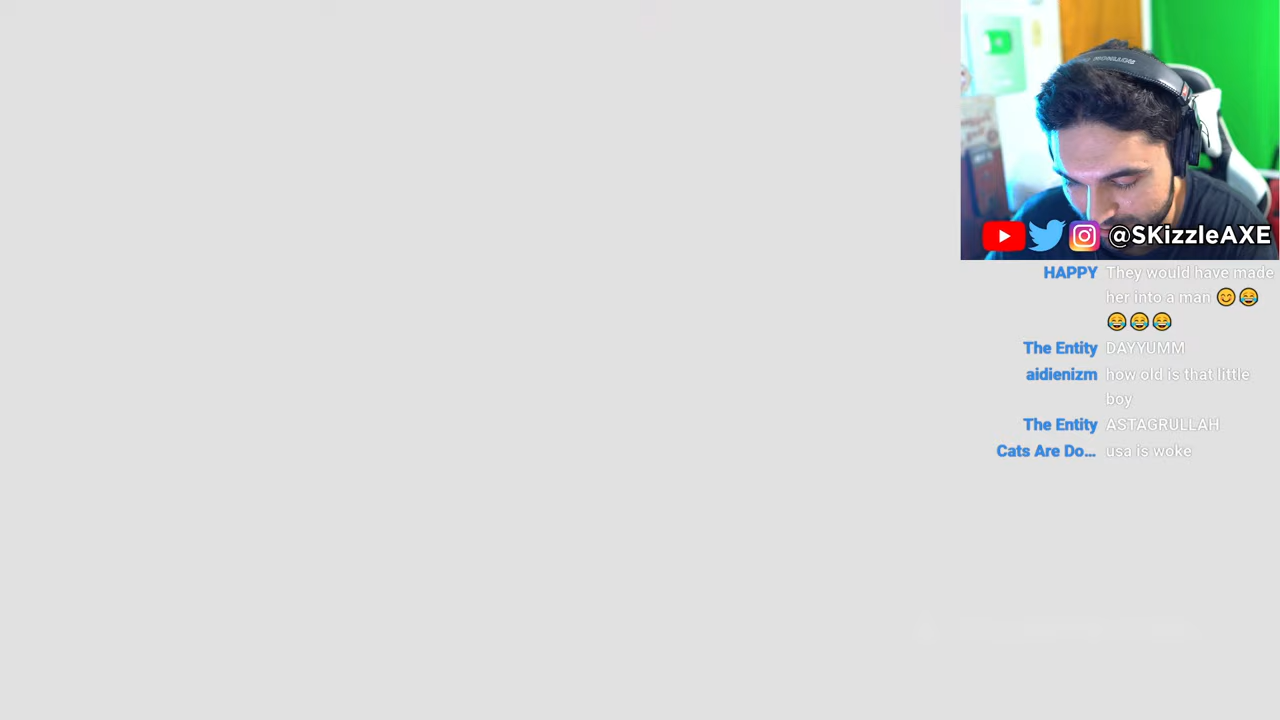 @SKizzleAXE
HAPPY They would have made
her into a man 😊😂
😂😂😂
The Entity DAYYUMM
aidienizm how old is that little
boy
The Entity ASTAGRULLAH
Cats Are Do... usa is woke